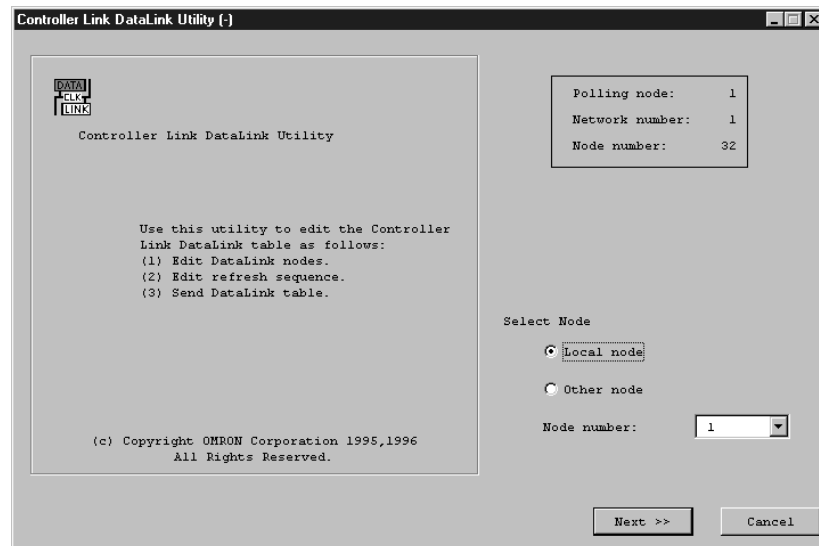 Controller Link DataLink Utility (-)
DATA
CLK
LINK
Controller Link DataLink Utility
Use this utility to edit the Controller
Link DataLink table as follows:
(1) Edit DataLink nodes.
(2) Edit refresh sequence.
(3) Send DataLink table.
(c) Copyright OMRON Corporation 1995,1996
All Rights Reserved.
Polling node: 1
Network number: 1
Node number: 32
Select Node
Local node
Other node
Node number: 1
Next >>
Cancel